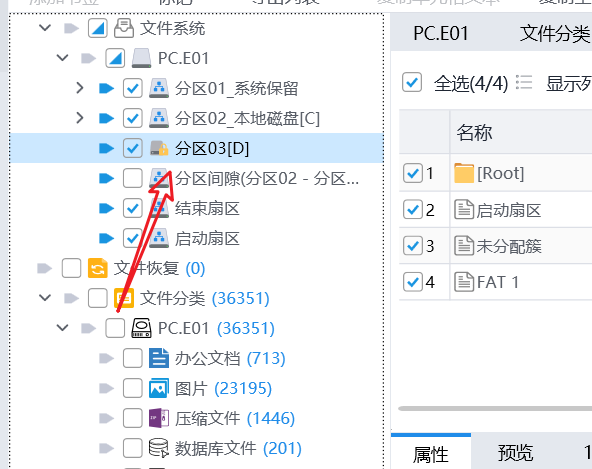 文件系统
PC.E01
分区01_系统保留
分区02_本地磁盘[C]
分区03[D]
分区间隙(分区02 - 分区...
结束扇区
启动扇区
文件恢复 (0)
文件分类 (36351)
PC.E01 (36351)
办公文档 (713)
图片 (23195)
压缩文件 (1446)
数据库文件 (201)
PC.E01 文件分类
全选(4/4) 显示列
名称
1 [Root]
2 启动扇区
3 未分配簇
4 FAT 1
属性 预览